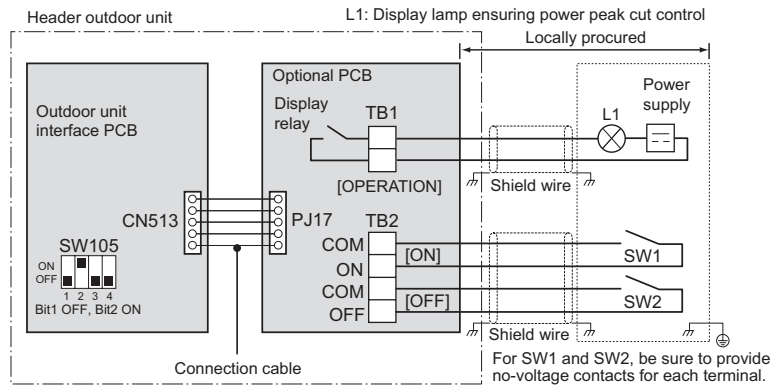 Header outdoor unit
L1: Display lamp ensuring power peak cut control
Locally procured
Optional PCB
Outdoor unit
interface PCB
Display
relay
TB1
Power
supply
L1
[OPERATION]
Shield wire
CN513
PJ17
TB2
SW105
ON
OFF
1 2 3 4
Bit1 OFF, Bit2 ON
COM
[ON]
ON
SW1
COM
[OFF]
OFF
SW2
Shield wire
Connection cable
For SW1 and SW2, be sure to provide
no-voltage contacts for each terminal.